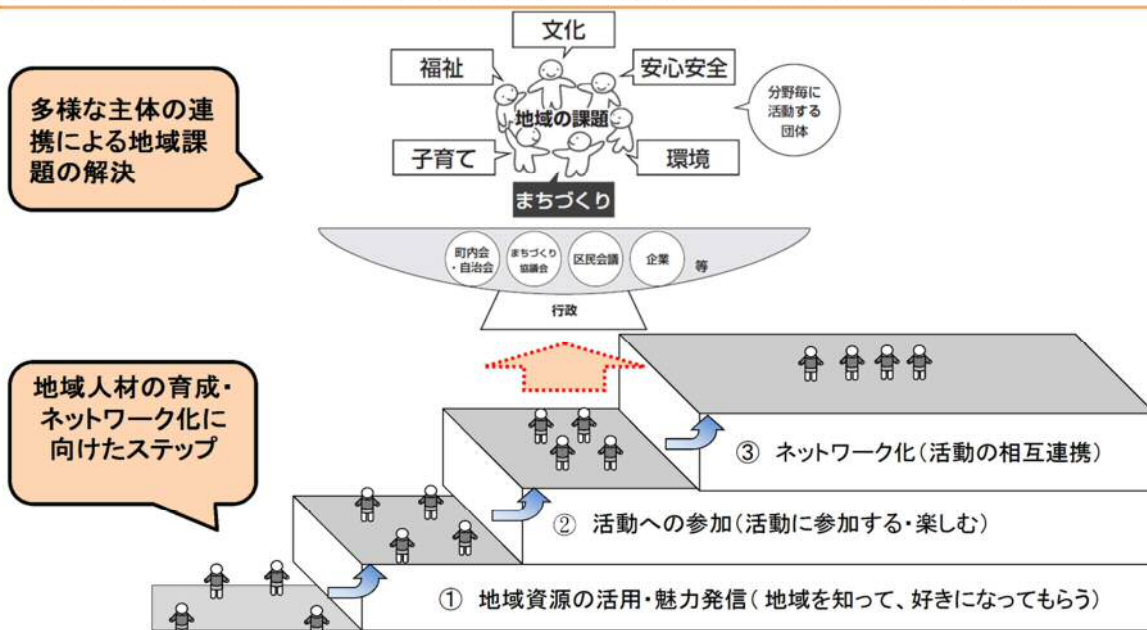 文化
福祉
安心安全
地域の課題
子育て
環境
まちづくり
分野毎に
活動する
団体
多様な主体の連
携による地域課
題の解決
町内会
・自治会
まちづくり
協議会
区民会議
企業
等
行政
地域人材の育成・
ネットワーク化に
向けたステップ
③ ネットワーク化(活動の相互連携)
② 活動への参加(活動に参加する・楽しむ)
① 地域資源の活用・魅力発信( 地域を知って、好きになってもらう)